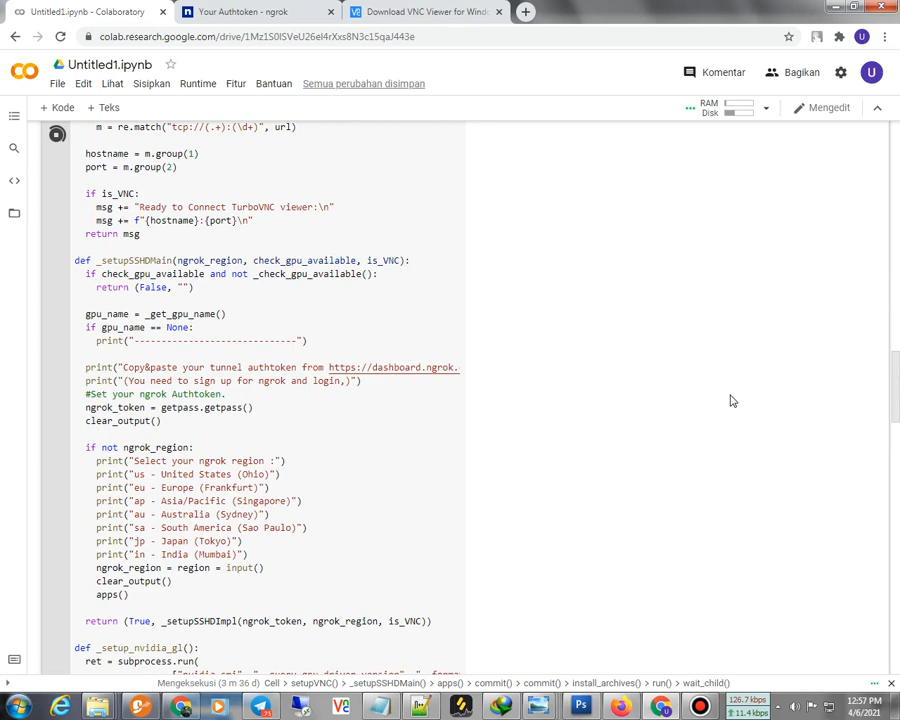 Untitled1.ipynb - Colaboratory
Your Authtoken - ngrok
Download VNC Viewer for Windo
colab.research.google.com/drive/1Mz1S0lSVeU26eI4rXxs8N3c15qaJ443e
U
Untitled1.ipynb
File Edit Lihat Sisipkan Runtime Fitur Bantuan Semua perubahan disimpan
Komentar Bagikan U
+ Kode + Teks
RAM
Disk
Mengedit
m = re.match("tcp://(.+):(\d+)", url)
hostname = m.group(1)
port = m.group(2)
if is_VNC:
msg += "Ready to Connect TurboVNC viewer:\n"
msg += f"{hostname}:{port}\n"
return msg
def _setupSSHDMain(ngrok_region, check_gpu_available, is_VNC):
if check_gpu_available and not _check_gpu_available():
return (False, "")
gpu_name = _get_gpu_name()
if gpu_name == None:
print("-----------------------------")
print("Copy&paste your tunnel authtoken from https://dashboard.ngrok.
print("(You need to sign up for ngrok and login,)")
#Set your ngrok Authtoken.
ngrok_token = getpass.getpass()
clear_output()
if not ngrok_region:
print("Select your ngrok region :")
print("us - United States (Ohio)")
print("eu - Europe (Frankfurt)")
print("ap - Asia/Pacific (Singapore)")
print("au - Australia (Sydney)")
print("sa - South America (Sao Paulo)")
print("jp - Japan (Tokyo)")
print("in - India (Mumbai)")
ngrok_region = region = input()
clear_output()
apps()
return (True, _setupSSHDImpl(ngrok_token, ngrok_region, is_VNC))
def _setup_nvidia_gl():
ret = subprocess.run(
Mengeksekusi (3 m 36 d) Cell > setupVNC() > _setupSSHDMain() > apps() > commit() > commit() > install_archives() > run() > wait_child()
126.7 kbps
11.4 kbps
12:57 PM
4/6/2021